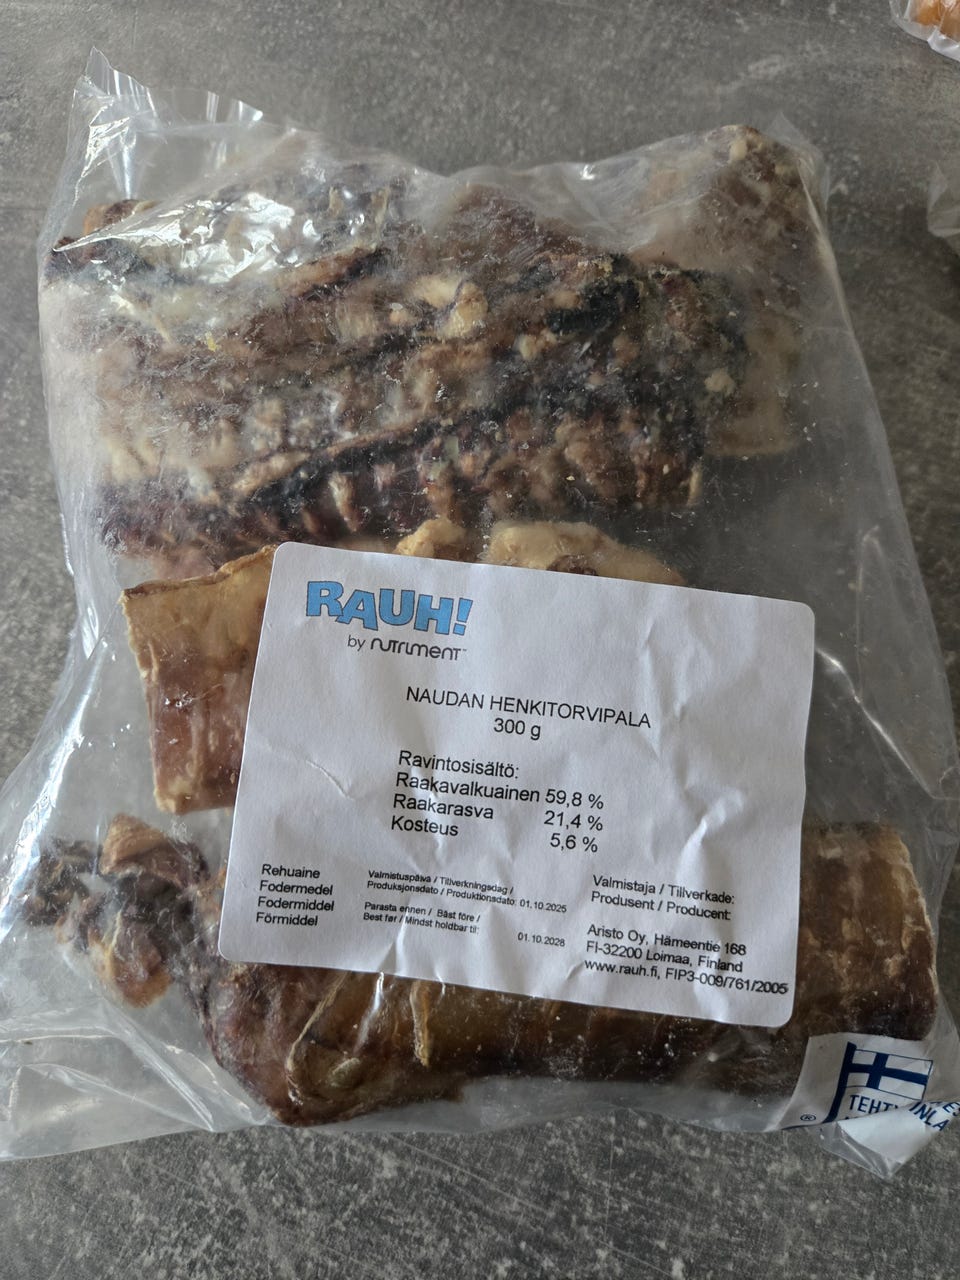 RAUH!
by nutriment™
NAUDAN HENKITORVIPALA
300 g
Ravintosisältö:
Raakavalkuainen 59,8 %
Raakarasva 21,4 %
Kosteus 5,6 %
Rehuaine
Fodermedel
Fodermiddel
Förmiddel
Valmistuspäivä / Tillverkningsdag /
Produksjonsdato / Produktionsdato: 01.10.2025
Parasta ennen / Bäst före /
Best før / Mindst holdbar til:
01.10.2028
Valmistaja / Tillverkade:
Produsent / Producent:
Aristo Oy, Hämeentie 168
FI-32200 Loimaa, Finland
www.rauh.fi, FIP3-009/761/2005
®